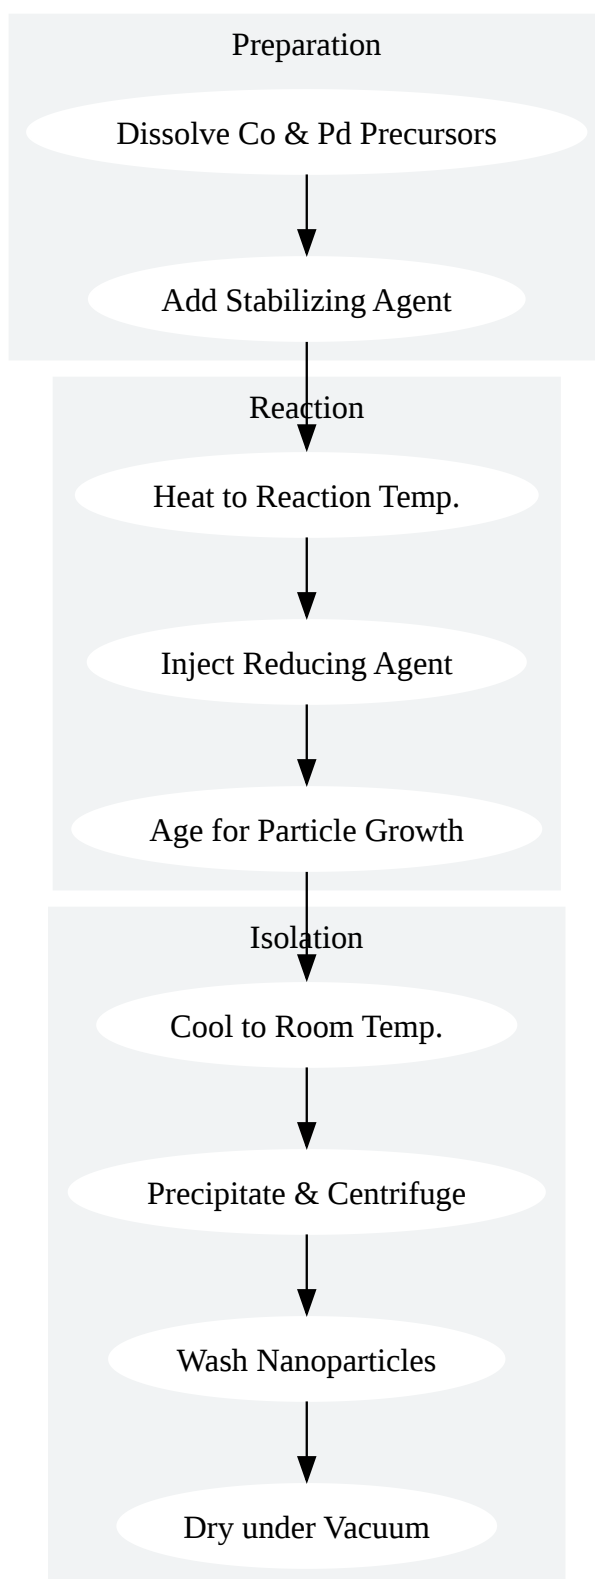 Preparation
Dissolve Co & Pd Precursors
Add Stabilizing Agent
Reaction
Heat to Reaction Temp.
Inject Reducing Agent
Age for Particle Growth
Isolation
Cool to Room Temp.
Precipitate & Centrifuge
Wash Nanoparticles
Dry under Vacuum